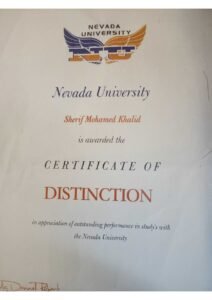 NEVADA
UNIVERSITY
NU
Nevada University
Sherif Mohamed Khalid
is awarded the
CERTIFICATE OF
DISTINCTION
in appreciation of outstanding performance in study's with
the Nevada University